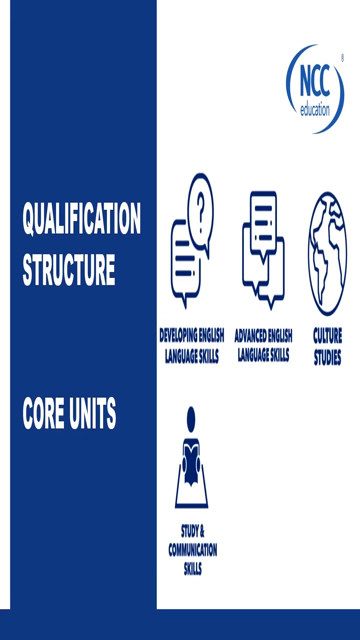 NCC
education
®
QUALIFICATION
STRUCTURE
?
DEVELOPING ENGLISH
LANGUAGE SKILLS
ADVANCED ENGLISH
LANGUAGE SKILLS
CULTURE
STUDIES
CORE UNITS
STUDY &
COMMUNICATION
SKILLS